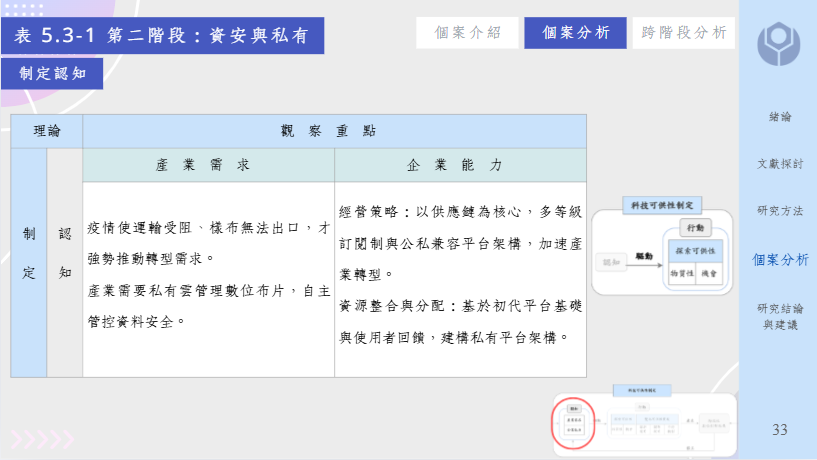 表 5.3-1 第二階段：資安與私有
個案介紹
個案分析
跨階段分析
制定認知
緒論
文獻探討
研究方法
個案分析
研究結論
與建議
理論
觀 察 重 點
產 業 需 求
企 業 能 力
制
定
認
知
疫情使運輸受阻、樣布無法出口，才
強勢推動轉型需求。
產業需要私有雲管理數位布片，自主
管控資料安全。
經營策略：以供應鏈為核心，多等級
訂閱制與公私兼容平台架構，加速產
業轉型。
資源整合與分配：基於初代平台基礎
與使用者回饋，建構私有平台架構。
科技可供性制定
行動
認知
驅動
探索可供性
物質性
機會
33